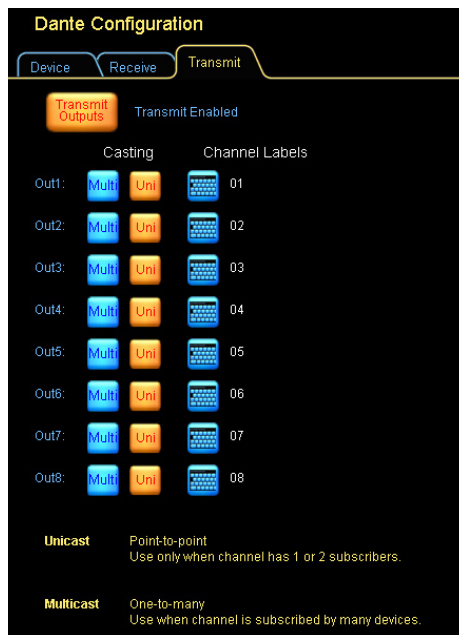 Dante Configuration
Device Receive Transmit
Transmit Outputs Transmit Enabled
Casting Channel Labels
Out1: Multi Uni 01
Out2: Multi Uni 02
Out3: Multi Uni 03
Out4: Multi Uni 04
Out5: Multi Uni 05
Out6: Multi Uni 06
Out7: Multi Uni 07
Out8: Multi Uni 08
Unicast Point-to-point
Use only when channel has 1 or 2 subscribers.
Multicast One-to-many
Use when channel is subscribed by many devices.